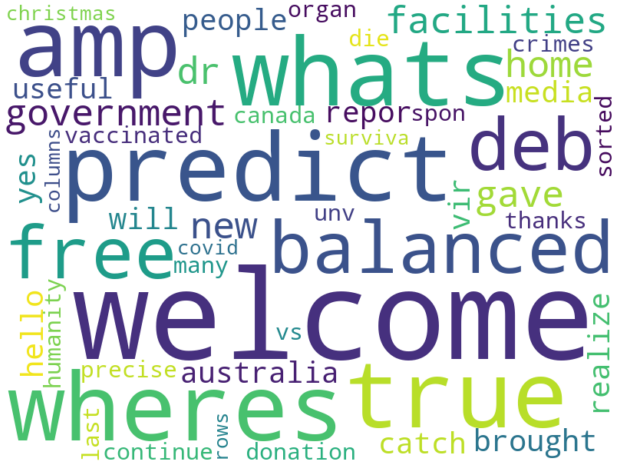 christmas
amp
people
organ
facilities
die
whats
crimes
home
dr
useful
media
government
canada
repor
spon
sorted
vaccinated
surviva
deb
columns
yes
predict
vir
gave
will
new
unv
thanks
free
covid
many
balanced
welcome
vs
hello
humanity
realize
precise
australia
true
wheres
last
continue
rows
donation
catch
brought